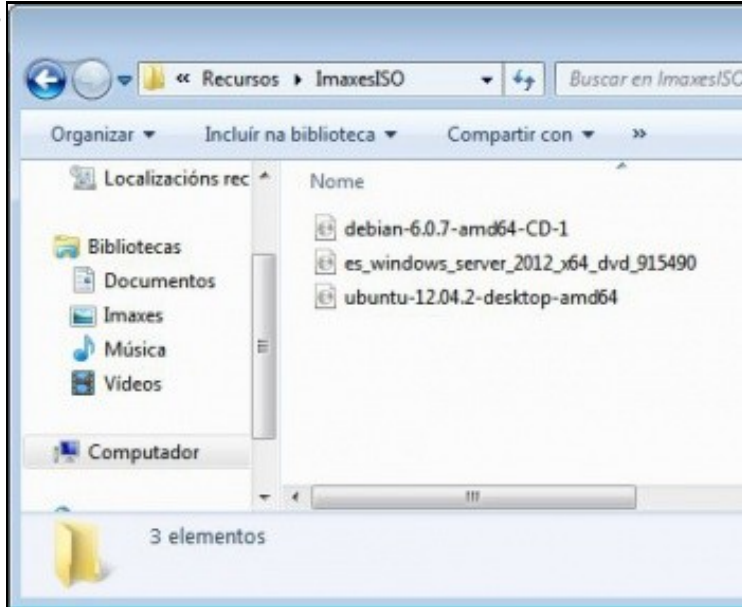 « Recursos ▸ ImaxesISO
Buscar en ImaxesISO
Organizar ▾ Incluír na biblioteca ▾ Compartir con ▾ »
Localizacións rec
Nome
debian-6.0.7-amd64-CD-1
Bibliotecas
es_windows_server_2012_x64_dvd_915490
Documentos
ubuntu-12.04.2-desktop-amd64
Imaxes
Música
Vídeos
Computador
3 elementos